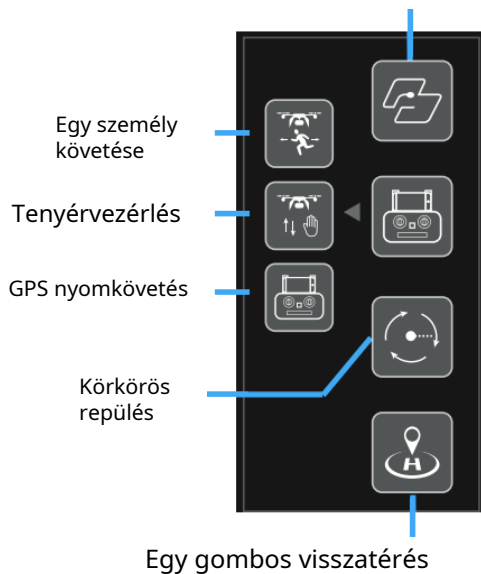 Egy személy
követése
Tenyérvezérlés
GPS nyomkövetés
Körkörös
repülés
H
Egy gombos visszatérés